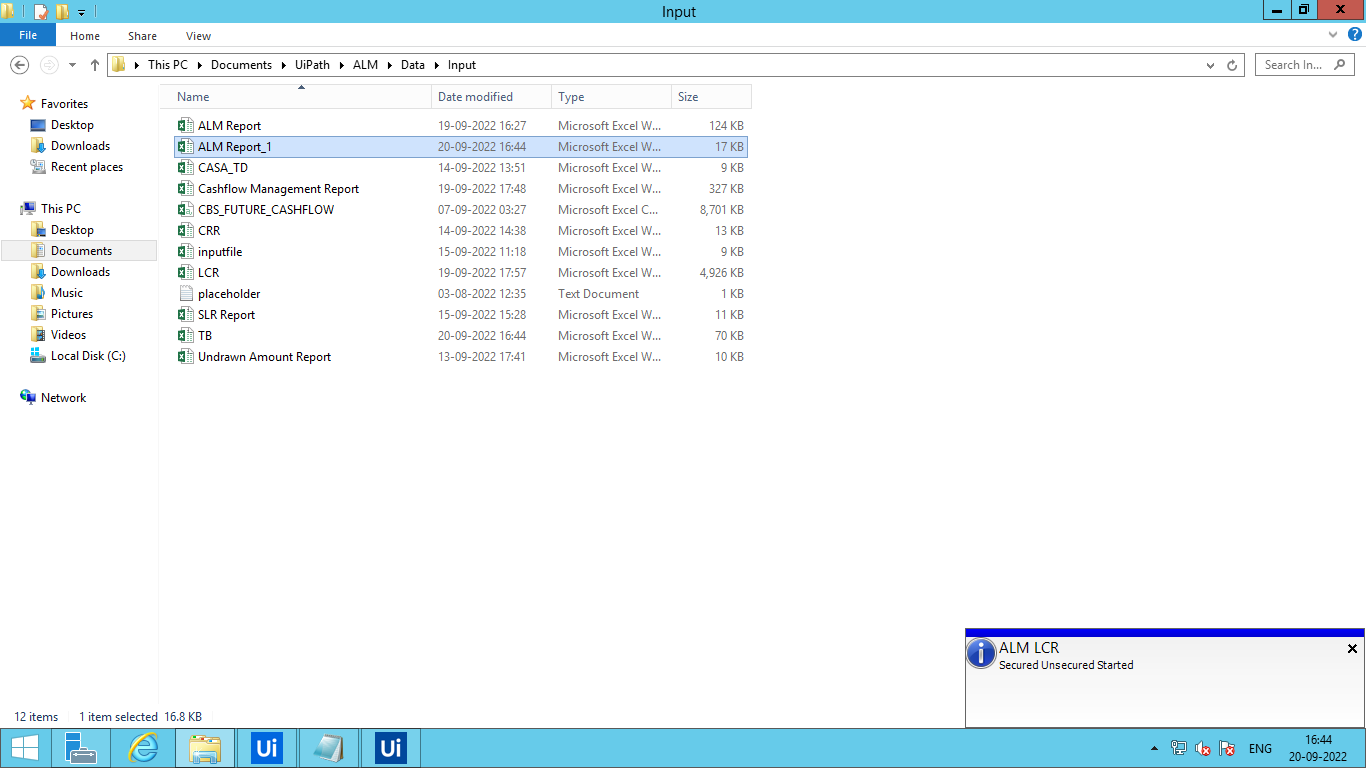 Input
File Home Share View
This PC Documents UiPath ALM Data Input
Search In...
Name Date modified Type Size
Favorites
Desktop
Downloads
Recent places
This PC
Desktop
Documents
Downloads
Music
Pictures
Videos
Local Disk (C:)
Network
ALM Report 19-09-2022 16:27 Microsoft Excel W... 124 KB
ALM Report_1 20-09-2022 16:44 Microsoft Excel W... 17 KB
CASA_TD 14-09-2022 13:51 Microsoft Excel W... 9 KB
Cashflow Management Report 19-09-2022 17:48 Microsoft Excel W... 327 KB
CBS_FUTURE_CASHFLOW 07-09-2022 03:27 Microsoft Excel C... 8,701 KB
CRR 14-09-2022 14:38 Microsoft Excel W... 13 KB
inputfile 15-09-2022 11:18 Microsoft Excel W... 9 KB
LCR 19-09-2022 17:57 Microsoft Excel W... 4,926 KB
placeholder 03-08-2022 12:35 Text Document 1 KB
SLR Report 15-09-2022 15:28 Microsoft Excel W... 11 KB
TB 20-09-2022 16:44 Microsoft Excel W... 70 KB
Undrawn Amount Report 13-09-2022 17:41 Microsoft Excel W... 10 KB
ALM LCR
Secured Unsecured Started
12 items 1 item selected 16.8 KB
Ui Ui
ENG
16:44
20-09-2022